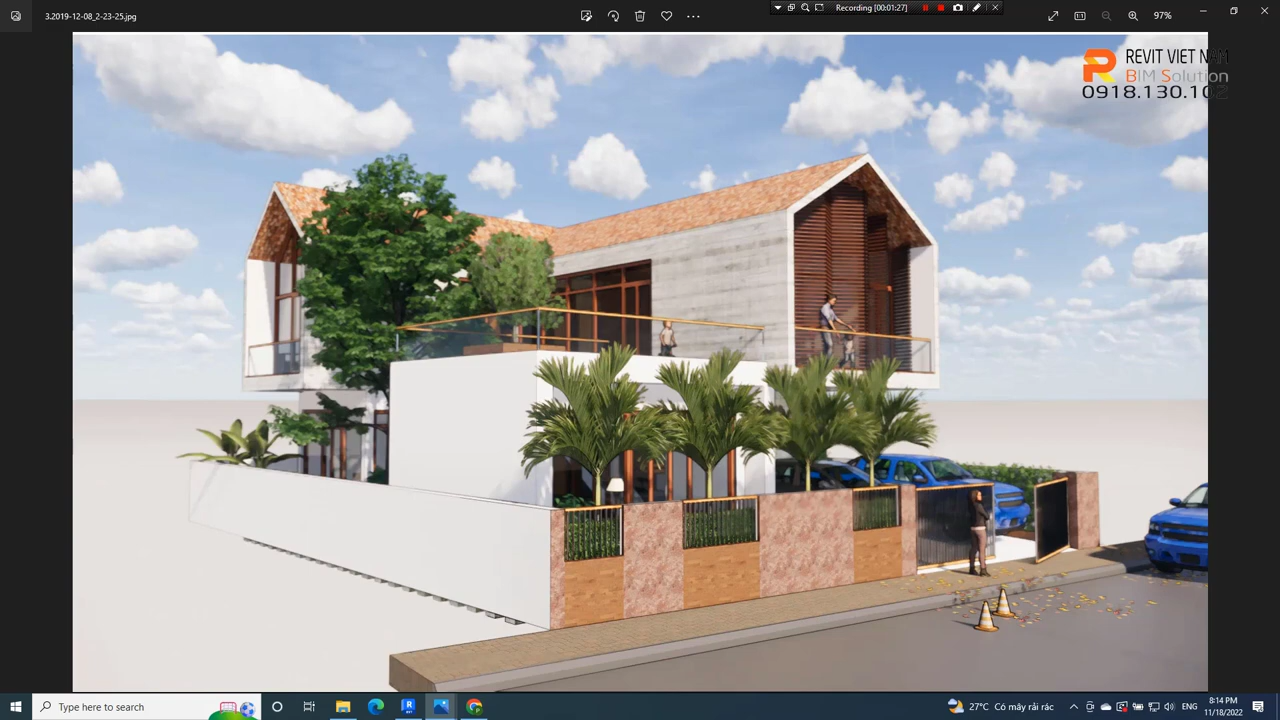 3.2019-12-08_2-23-25.jpg
Recording [00:01:27]
97%
REVIT VIET NAM
BIM Solution
0918.130.102
Type here to search
27°C Có mây rải rác
ENG
8:14 PM
11/18/2022